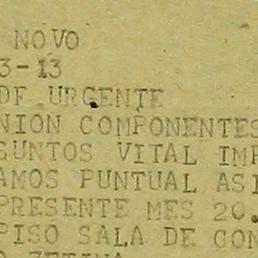 NOVO
3-13
DF URGENTE
NION COMPONENTES
SUNTOS VITAL IMP
AMOS PUNTUAL ASI
PRESENTE MES 20.
PISO SALA DE CON